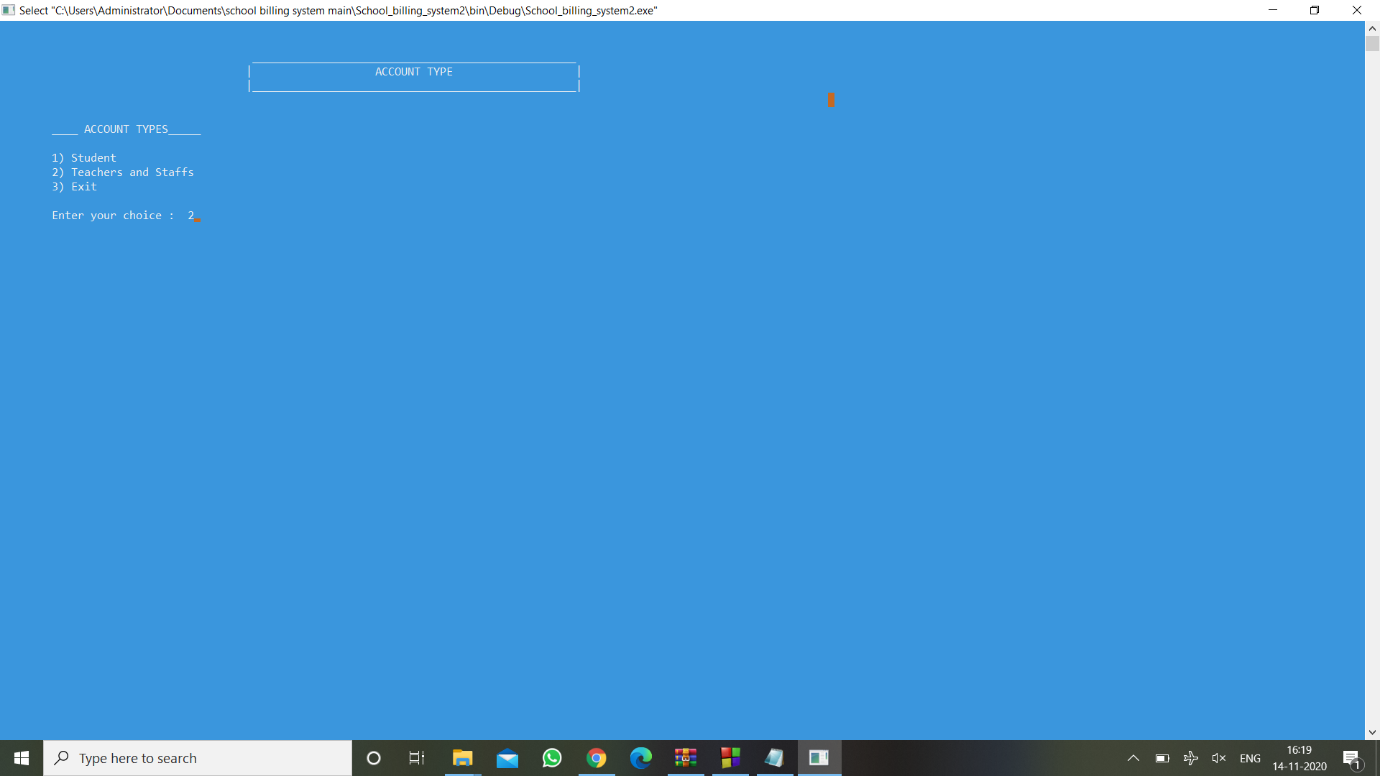 Select "C:\Users\Administrator\Documents\school billing system main\School_billing_system2\bin\Debug\School_billing_system2.exe"
ACCOUNT TYPE
____ ACCOUNT TYPES_____
1) Student
2) Teachers and Staffs
3) Exit
Enter your choice :  2_
Type here to search
ENG
16:19
14-11-2020
1